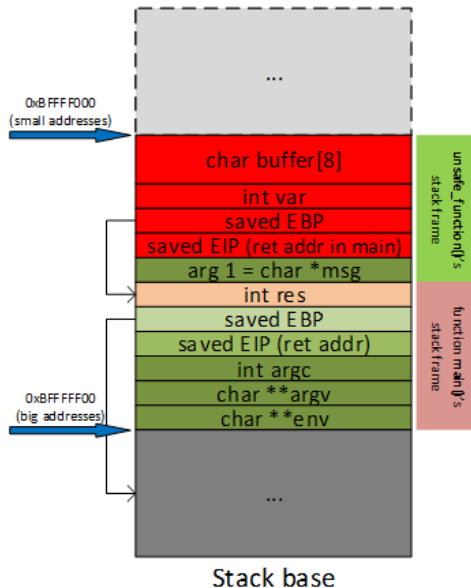 ...
0xBFFFF000
(small addresses)
char buffer[8]
int var
saved EBP
saved EIP (ret addr in main)
arg 1 = char *msg
unsafe_function()'s
stack frame
int res
saved EBP
saved EIP (ret addr)
int argc
char **argv
char **env
function main()'s
stack frame
0xBFFFFF00
(big addresses)
...
Stack base